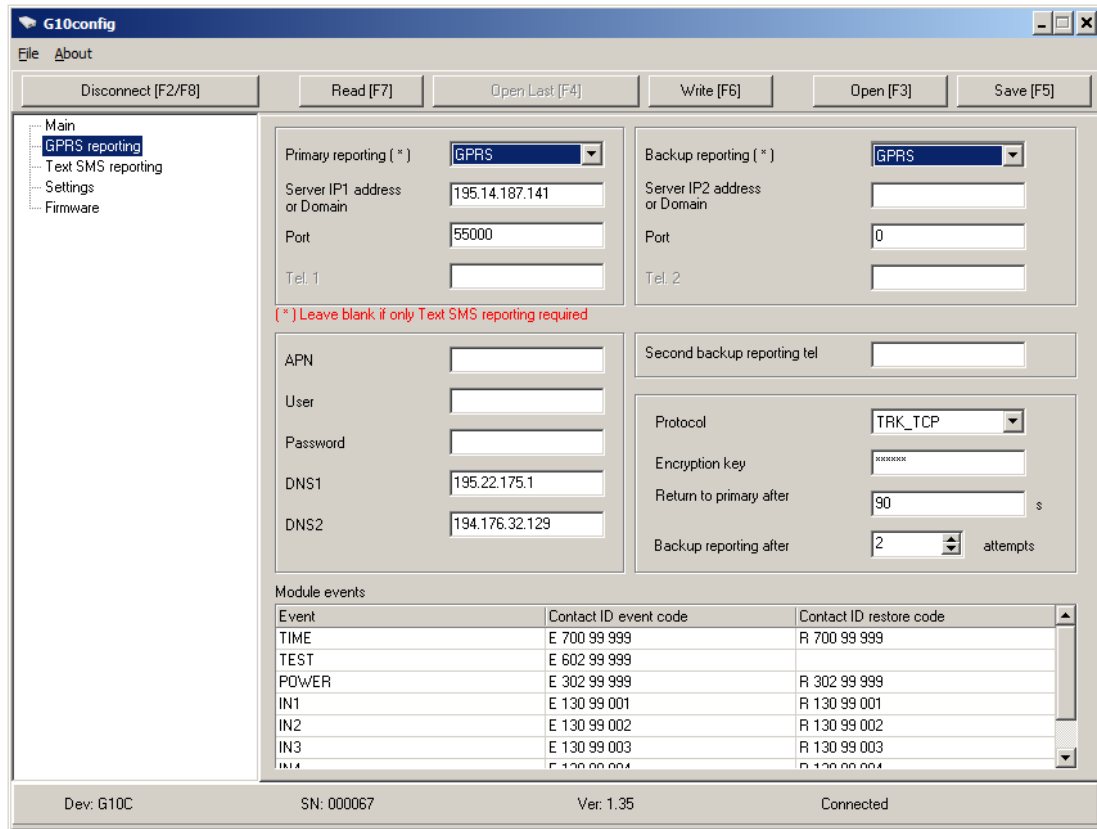 G10config
File About
Disconnect [F2/F8] Read [F7] Open Last [F4] Write [F6] Open [F3] Save [F5]
Main
GPRS reporting
Text SMS reporting
Settings
Firmware
Primary reporting ( * ) GPRS
Server IP1 address
or Domain
195.14.187.141
Port 55000
Tel. 1
Backup reporting ( * ) GPRS
Server IP2 address
or Domain
Port 0
Tel. 2
( * ) Leave blank if only Text SMS reporting required
APN
User
Password
DNS1 195.22.175.1
DNS2 194.176.32.129
Second backup reporting tel
Protocol TRK_TCP
Encryption key ******
Return to primary after 90 s
Backup reporting after 2 attempts
Module events
Event Contact ID event code Contact ID restore code
TIME E 700 99 999 R 700 99 999
TEST E 602 99 999
POWER E 302 99 999 R 302 99 999
IN1 E 130 99 001 R 130 99 001
IN2 E 130 99 002 R 130 99 002
IN3 E 130 99 003 R 130 99 003
IN4 E 130 99 004 R 130 99 004
Dev: G10C SN: 000067 Ver: 1.35 Connected